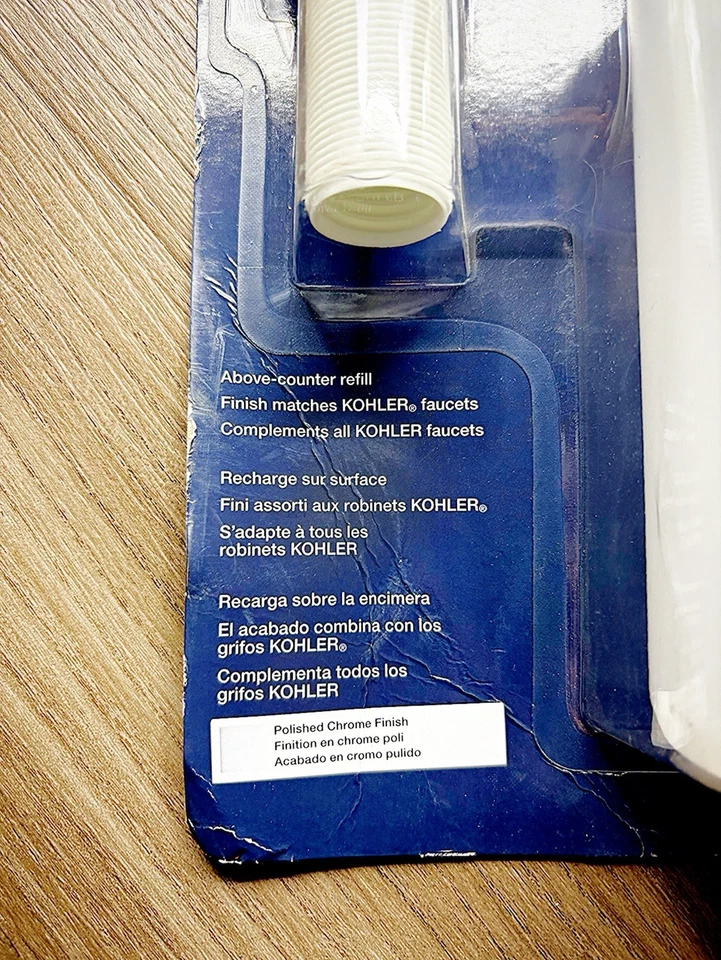 Above-counter refill
Finish matches KOHLER® faucets
Complements all KOHLER faucets
Recharge sur surface
Fini assorti aux robinets KOHLER®
S'adapte à tous les
robinets KOHLER
Recarga sobre la encimera
El acabado combina con los
grifos KOHLER®
Complementa todos los
grifos KOHLER
Polished Chrome Finish
Finition en chrome poli
Acabado en cromo pulido